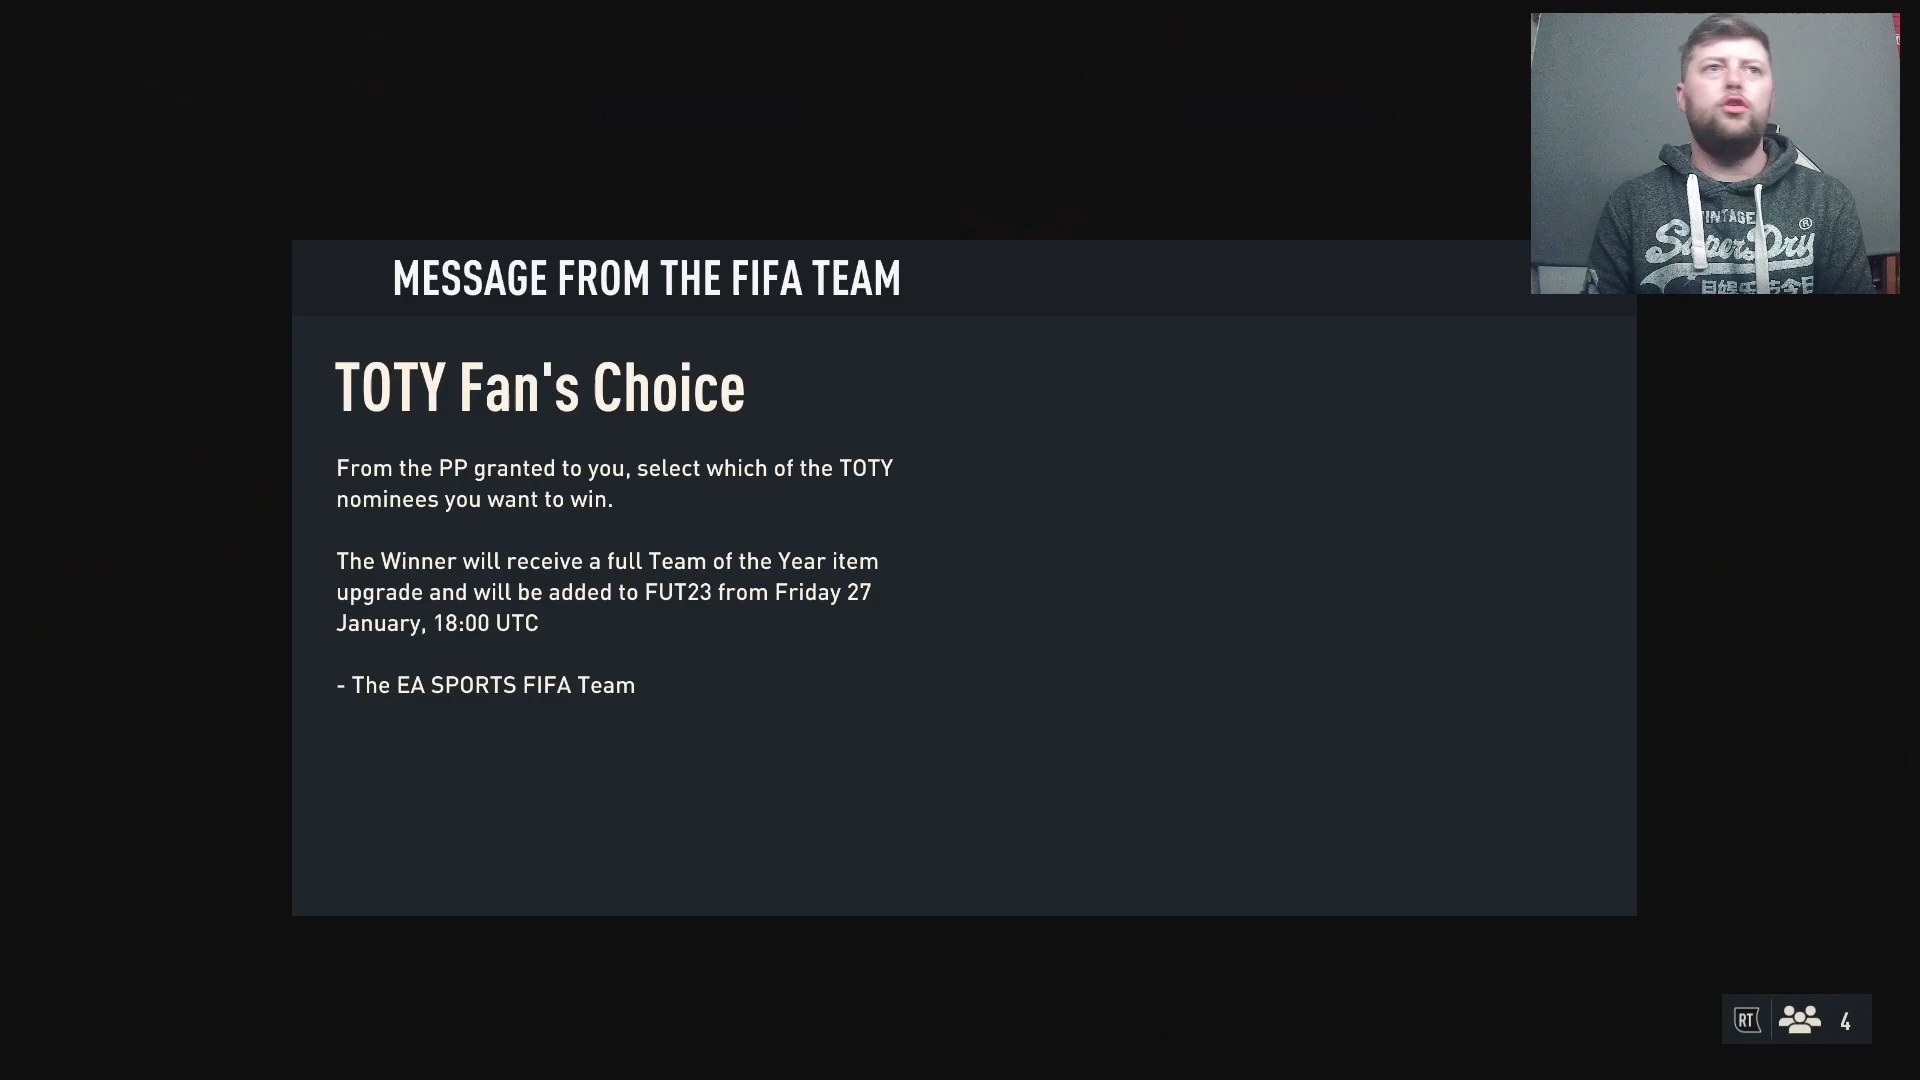 MESSAGE FROM THE FIFA TEAM
TOTY Fan's Choice
From the PP granted to you, select which of the TOTY
nominees you want to win.
The Winner will receive a full Team of the Year item
upgrade and will be added to FUT23 from Friday 27
January, 18:00 UTC
- The EA SPORTS FIFA Team
VINTAGE
SuperDry®
RT 4